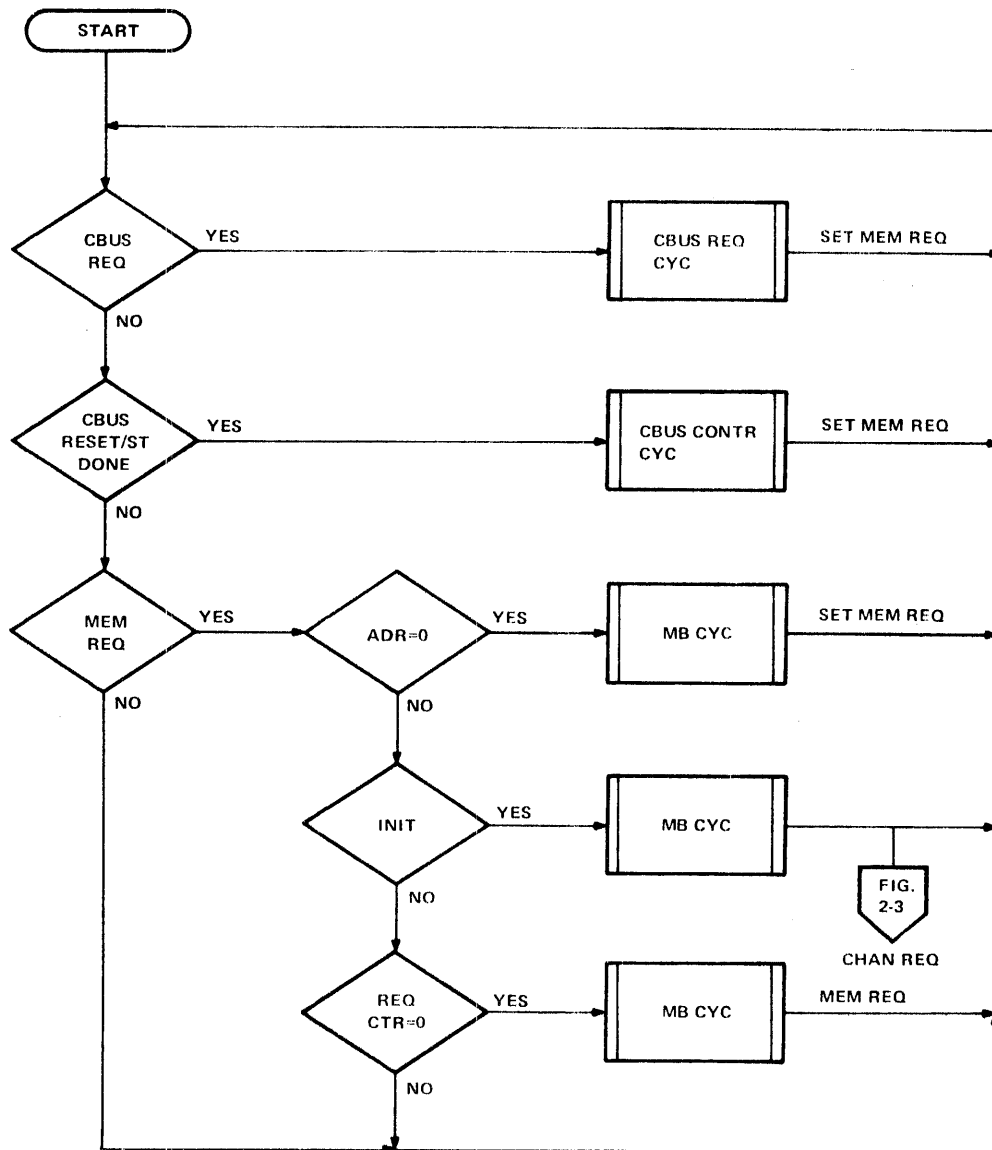 START
CBUS
REQ
YES
NO
CBUS REQ
CYC
SET MEM REQ
CBUS
RESET/ST
DONE
YES
NO
CBUS CONTR
CYC
SET MEM REQ
MEM
REQ
YES
NO
ADR=0
YES
NO
MB CYC
SET MEM REQ
INIT
YES
NO
MB CYC
FIG.
2-3
CHAN REQ
REQ
CTR=0
YES
NO
MB CYC
MEM REQ